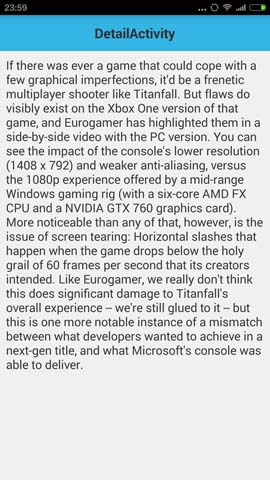 23:59
DetailActivity
If there was ever a game that could cope with a
few graphical imperfections, it'd be a frenetic
multiplayer shooter like Titanfall. But flaws do
visibly exist on the Xbox One version of that
game, and Eurogamer has highlighted them in a
side-by-side video with the PC version. You can
see the impact of the console's lower resolution
(1408 x 792) and weaker anti-aliasing, versus
the 1080p experience offered by a mid-range
Windows gaming rig (with a six-core AMD FX
CPU and a NVIDIA GTX 760 graphics card).
More noticeable than any of that, however, is the
issue of screen tearing: Horizontal slashes that
happen when the game drops below the holy
grail of 60 frames per second that its creators
intended. Like Eurogamer, we really don't think
this does significant damage to Titanfall's
overall experience -- we're still glued to it -- but
this is one more notable instance of a mismatch
between what developers wanted to achieve in a
next-gen title, and what Microsoft's console was
able to deliver.